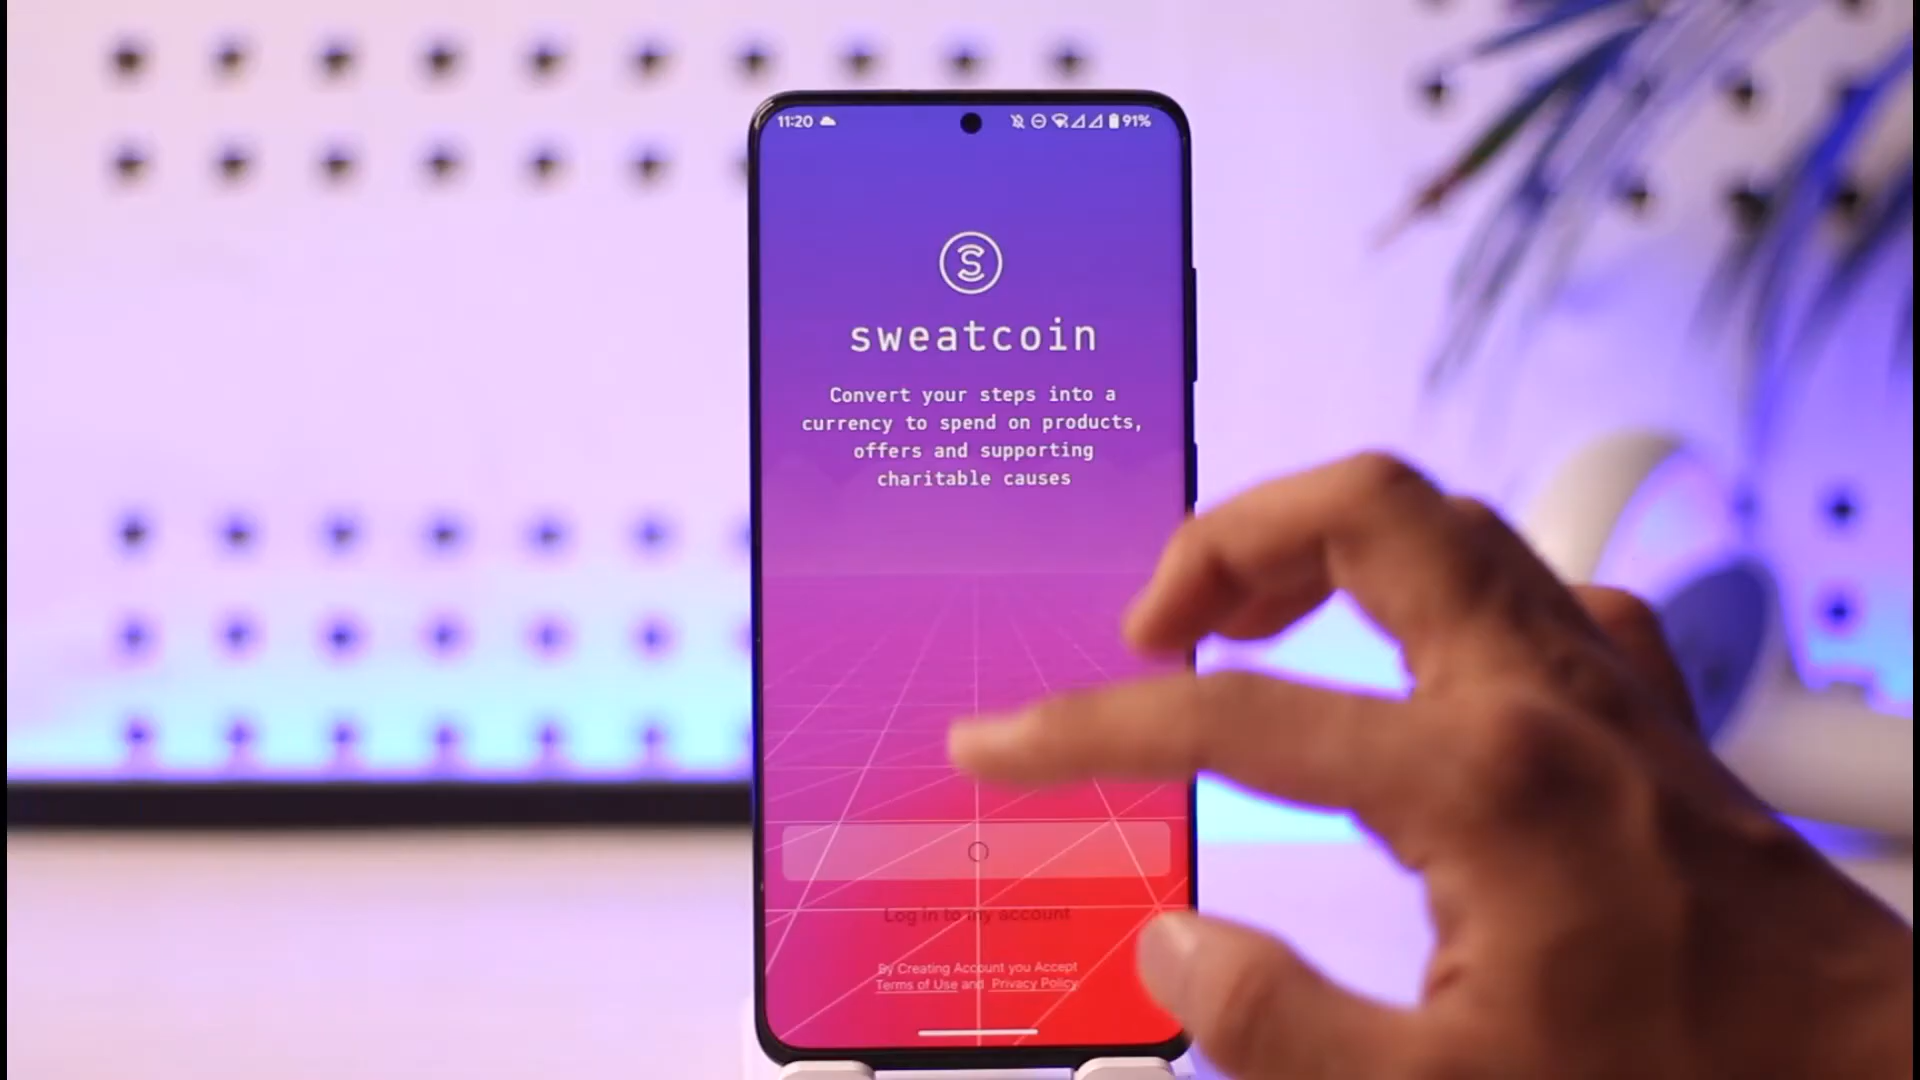 11:20 91%
sweatcoin
Convert your steps into a
currency to spend on products,
offers and supporting
charitable causes
Log in to my account
By Creating Account you Accept
Terms of Use and Privacy Policy